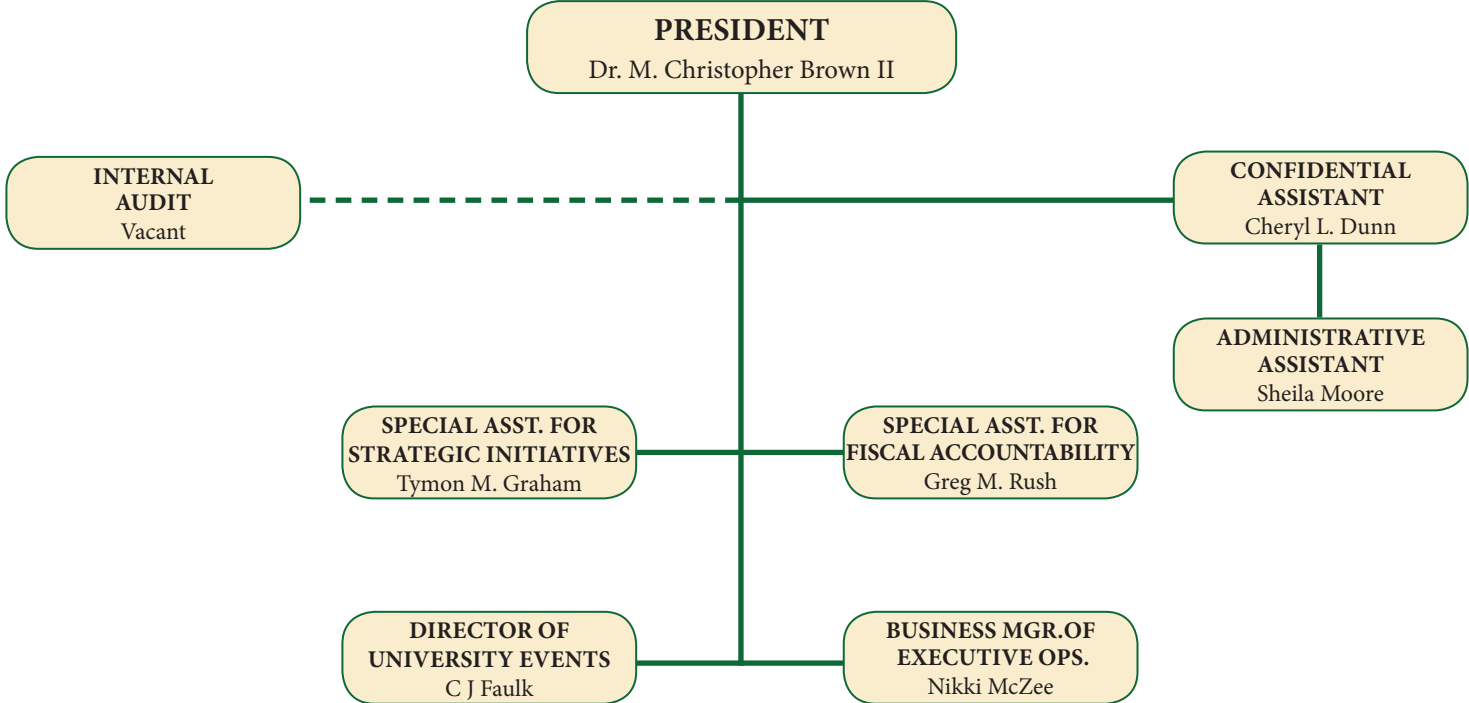 PRESIDENT
Dr. M. Christopher Brown II
INTERNAL
AUDIT
Vacant
CONFIDENTIAL
ASSISTANT
Cheryl L. Dunn
ADMINISTRATIVE
ASSISTANT
Sheila Moore
SPECIAL ASST. FOR
STRATEGIC INITIATIVES
Tymon M. Graham
SPECIAL ASST. FOR
FISCAL ACCOUNTABILITY
Greg M. Rush
DIRECTOR OF
UNIVERSITY EVENTS
C J Faulk
BUSINESS MGR.OF
EXECUTIVE OPS.
Nikki McZee